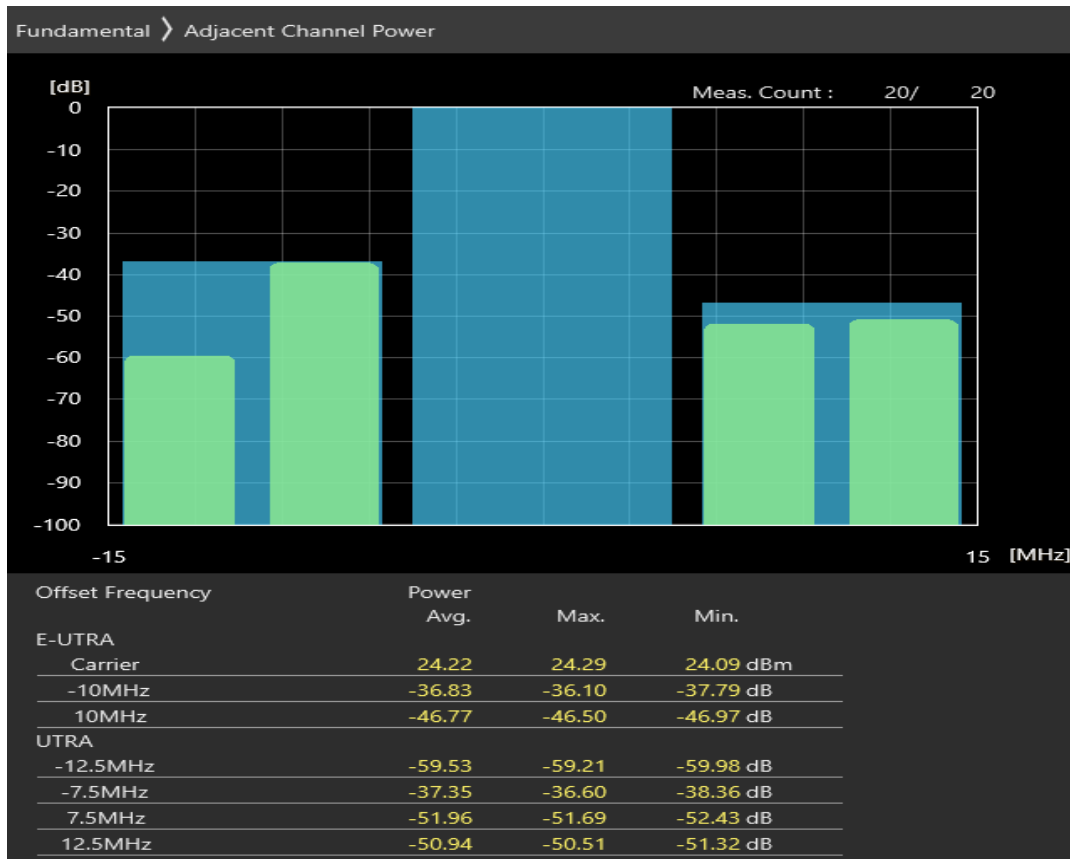 Fundamental 〉 Adjacent Channel Power
[dB]
Meas. Count : 20/ 20
0
-10
-20
-30
-40
-50
-60
-70
-80
-90
-100
-15 15 [MHz]
Offset Frequency Power
Avg. Max. Min.
E-UTRA
Carrier 24.22 24.29 24.09 dBm
-10MHz -36.83 -36.10 -37.79 dB
10MHz -46.77 -46.50 -46.97 dB
UTRA
-12.5MHz -59.53 -59.21 -59.98 dB
-7.5MHz -37.35 -36.60 -38.36 dB
7.5MHz -51.96 -51.69 -52.43 dB
12.5MHz -50.94 -50.51 -51.32 dB